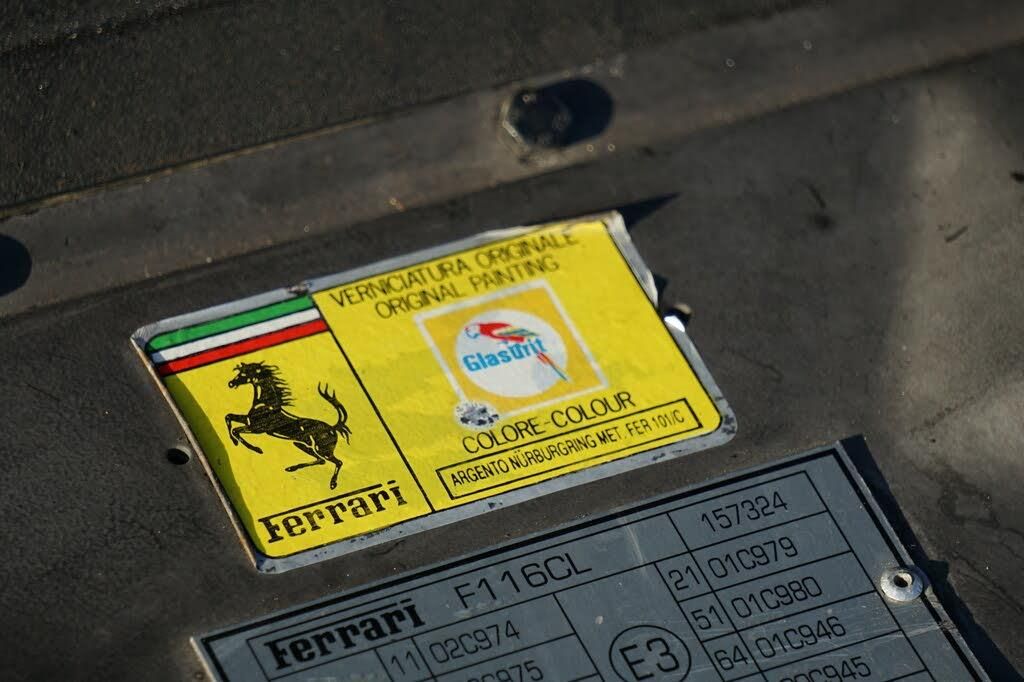 VERNICIATURA ORIGINALE
ORIGINAL PAINTING
Glasurit
COLORE-COLOUR
ARGENTO NÜRBURGRING MET. FER 101/C
Ferrari
Ferrari F116CL 157324
11 02C974 21 01C979
51 01C980
E3 64 01C946